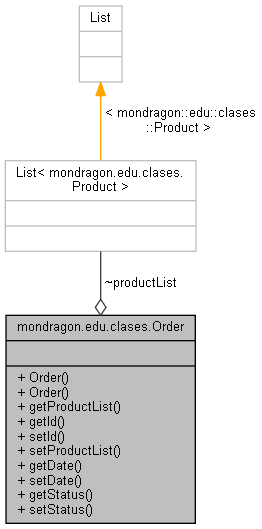 List
< mondragon::edu::clases
::Product >
List< mondragon.edu.clases.
Product >
~productList
mondragon.edu.clases.Order
+ Order()
+ Order()
+ getProductList()
+ getId()
+ setId()
+ setProductList()
+ getDate()
+ setDate()
+ getStatus()
+ setStatus()